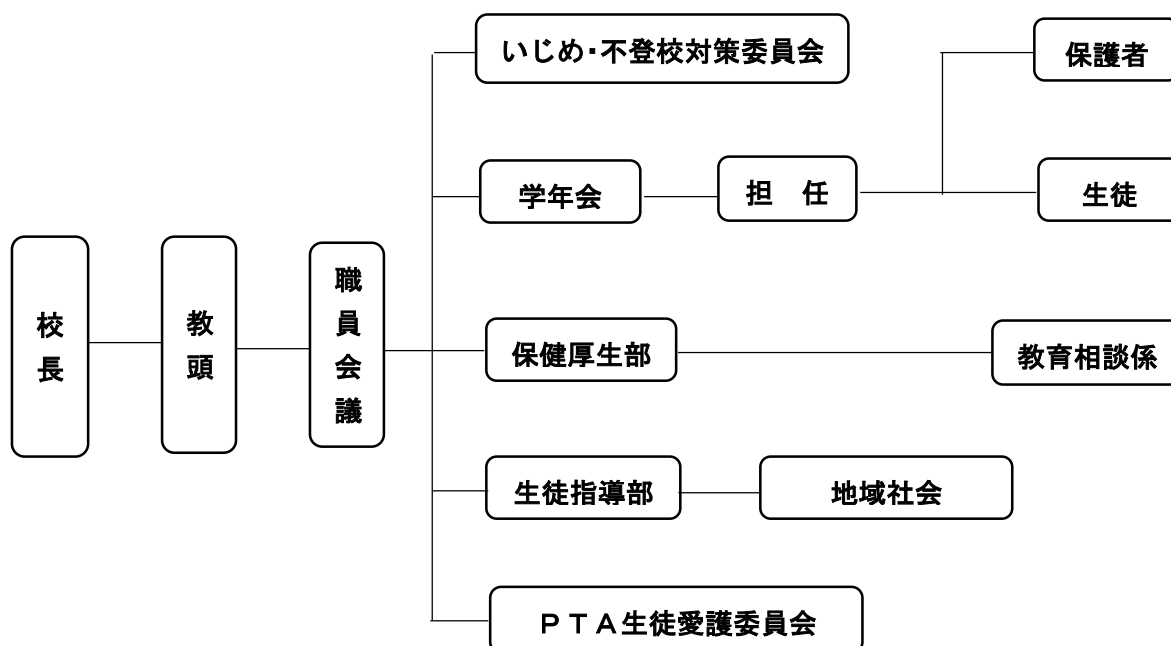 いじめ・不登校対策委員会
保護者
学年会
担　任
生徒
校長
教頭
職員会議
保健厚生部
教育相談係
生徒指導部
地域社会
ＰＴＡ生徒愛護委員会